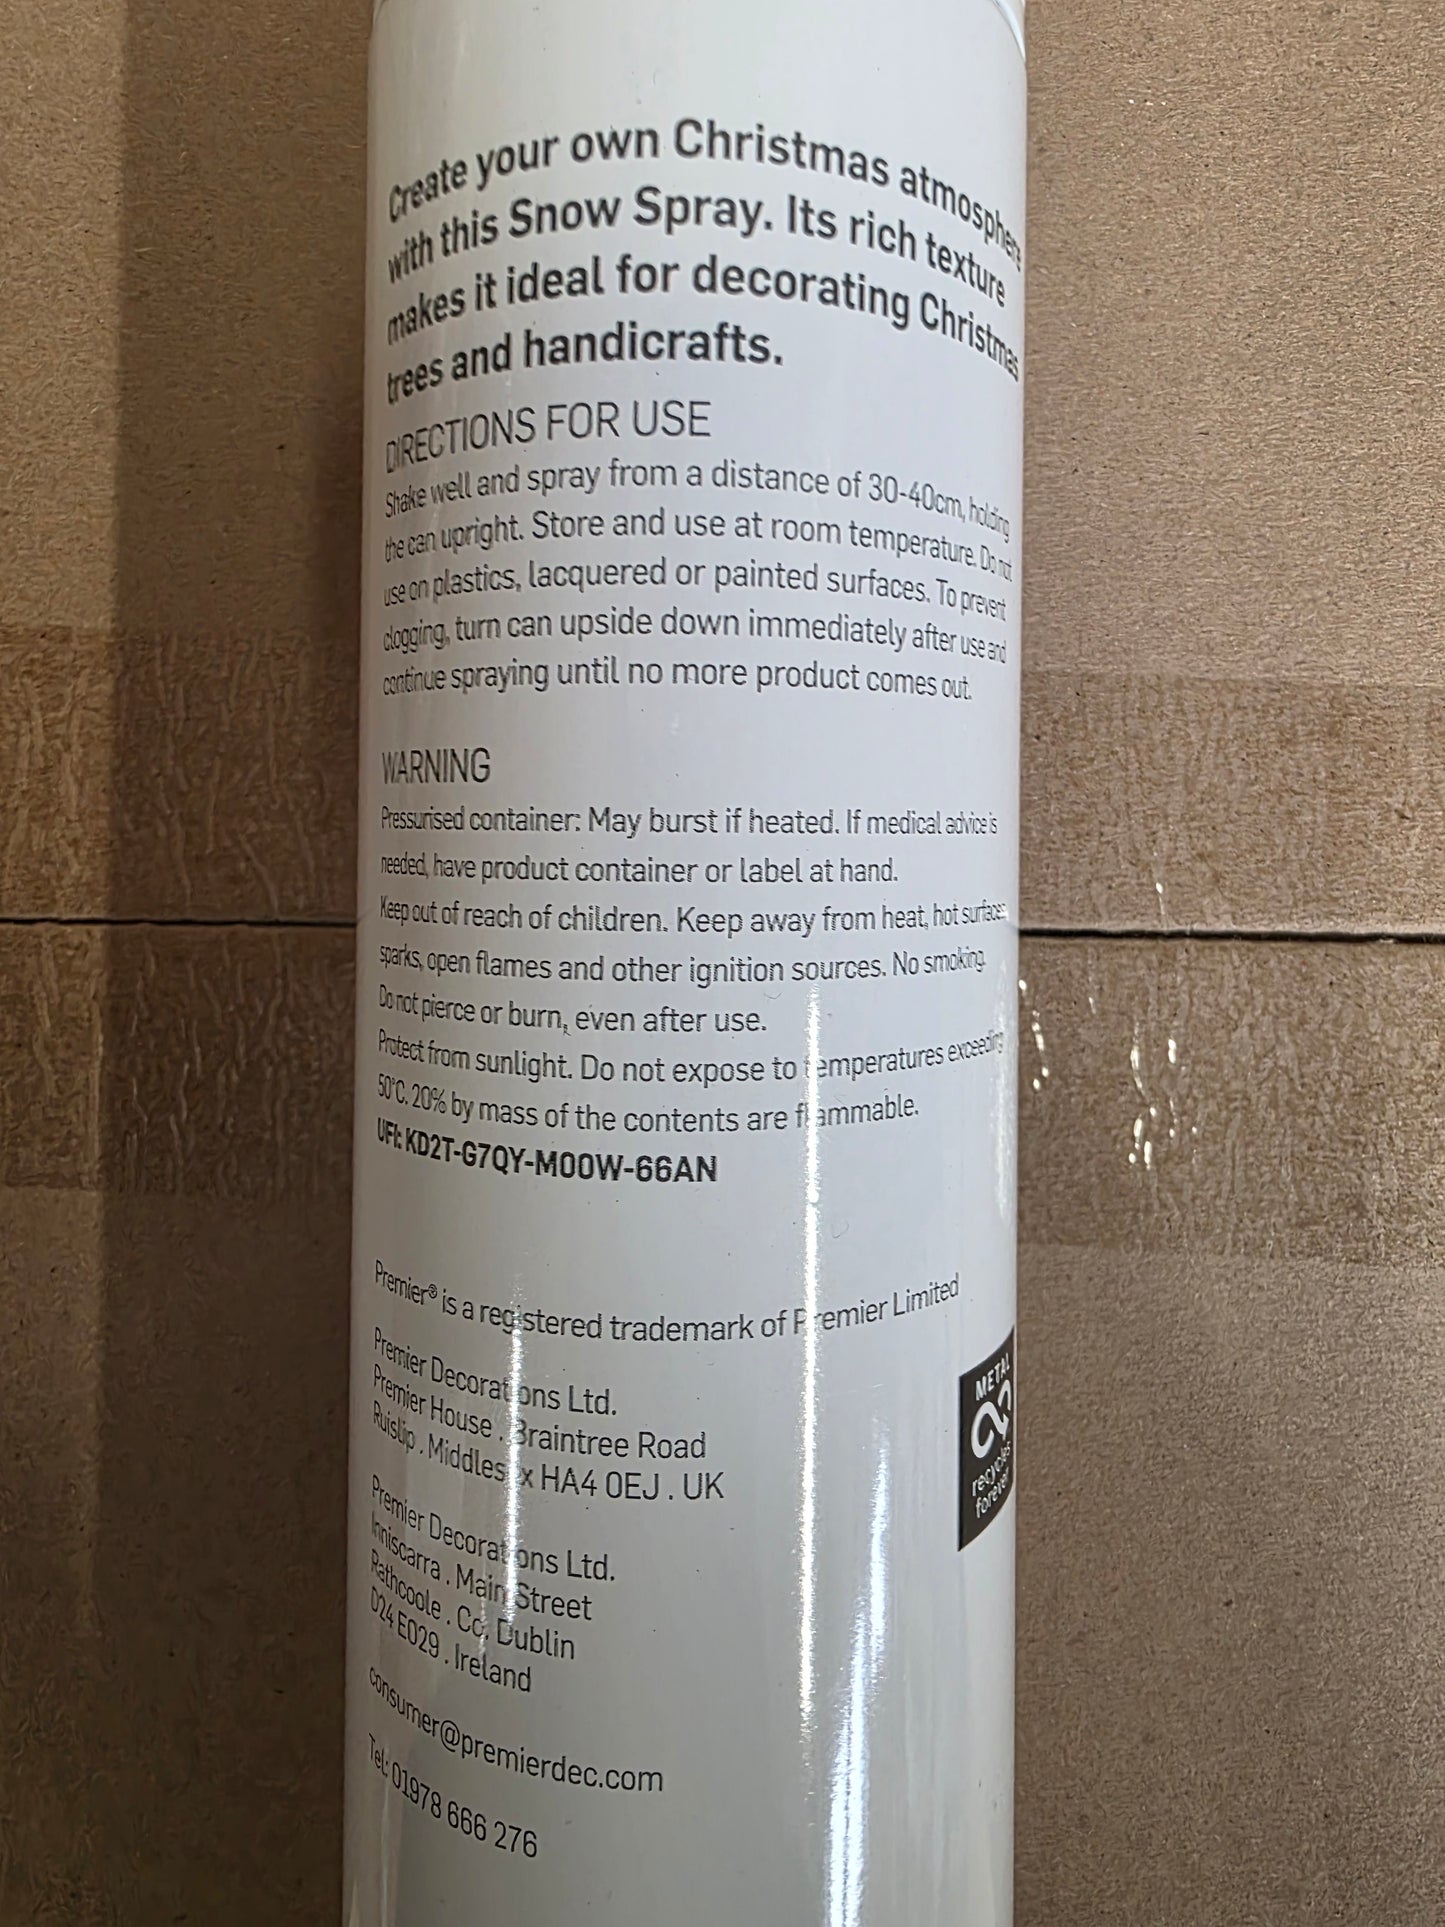 Create your own Christmas atmosphere
with this Snow Spray. Its rich texture
makes it ideal for decorating Christmas
trees and handicrafts.
DIRECTIONS FOR USE
Shake well and spray from a distance of 30-40cm, holding
the can upright. Store and use at room temperature. Do not
use on plastics, lacquered or painted surfaces. To prevent
clogging, turn can upside down immediately after use and
continue spraying until no more product comes out.
WARNING
Pressurised container: May burst if heated. If medical advice is
needed, have product container or label at hand.
Keep out of reach of children. Keep away from heat, hot surfaces,
sparks, open flames and other ignition sources. No smoking.
Do not pierce or burn, even after use.
Protect from sunlight. Do not expose to temperatures exceeding
50°C. 20% by mass of the contents are flammable.
UFI: KD2T-G7QY-M00W-66AN
Premier® is a registered trademark of Premier Limited
Premier Decorations Ltd.
Premier House . Braintree Road
Ruislip . Middlesex HA4 0EJ . UK
Premier Decorations Ltd.
Inniscarra . Main Street
Rathcoole . Co. Dublin
D24 E029 . Ireland
consumer@premierdec.com
Tel: 01978 666 276
METAL
recycles
forever